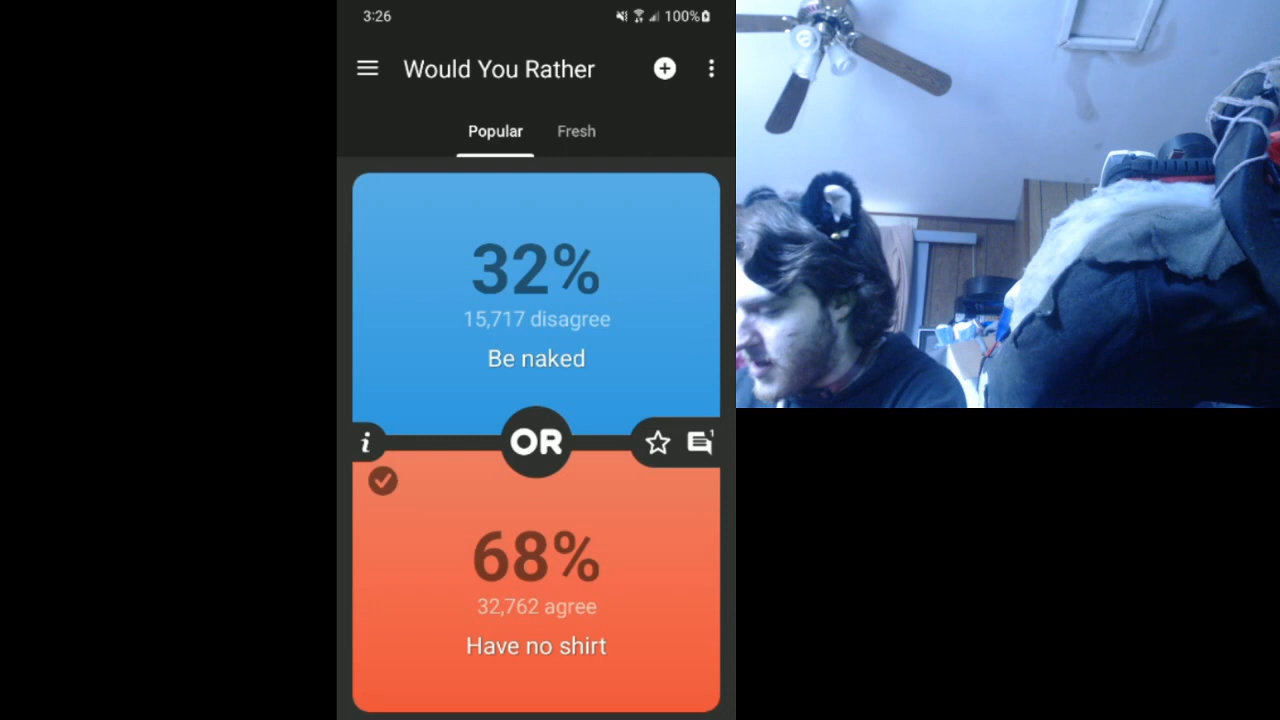 3:26
100%
Would You Rather
Popular
Fresh
32%
15,717 disagree
Be naked
i
OR
1
68%
32,762 agree
Have no shirt